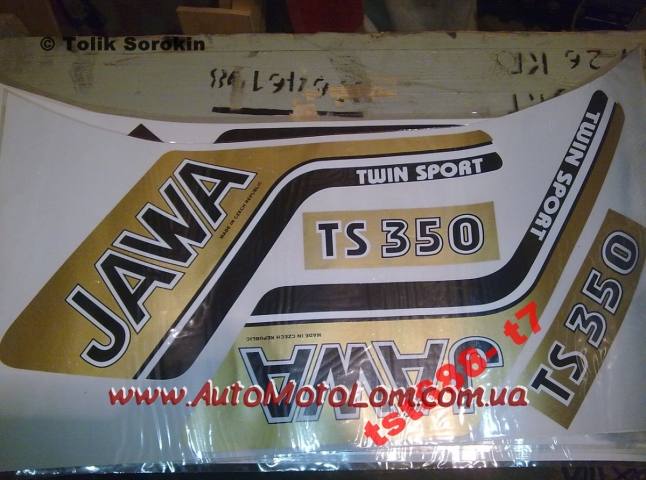 © Tolik Sorokin
JAWA
MADE IN CZECH REPUBLIC
TWIN SPORT
TS 350
TWIN SPORT
TS 350
MADE IN CZECH REPUBLIC
JAWA
www.AutoMotoLom.com.ua